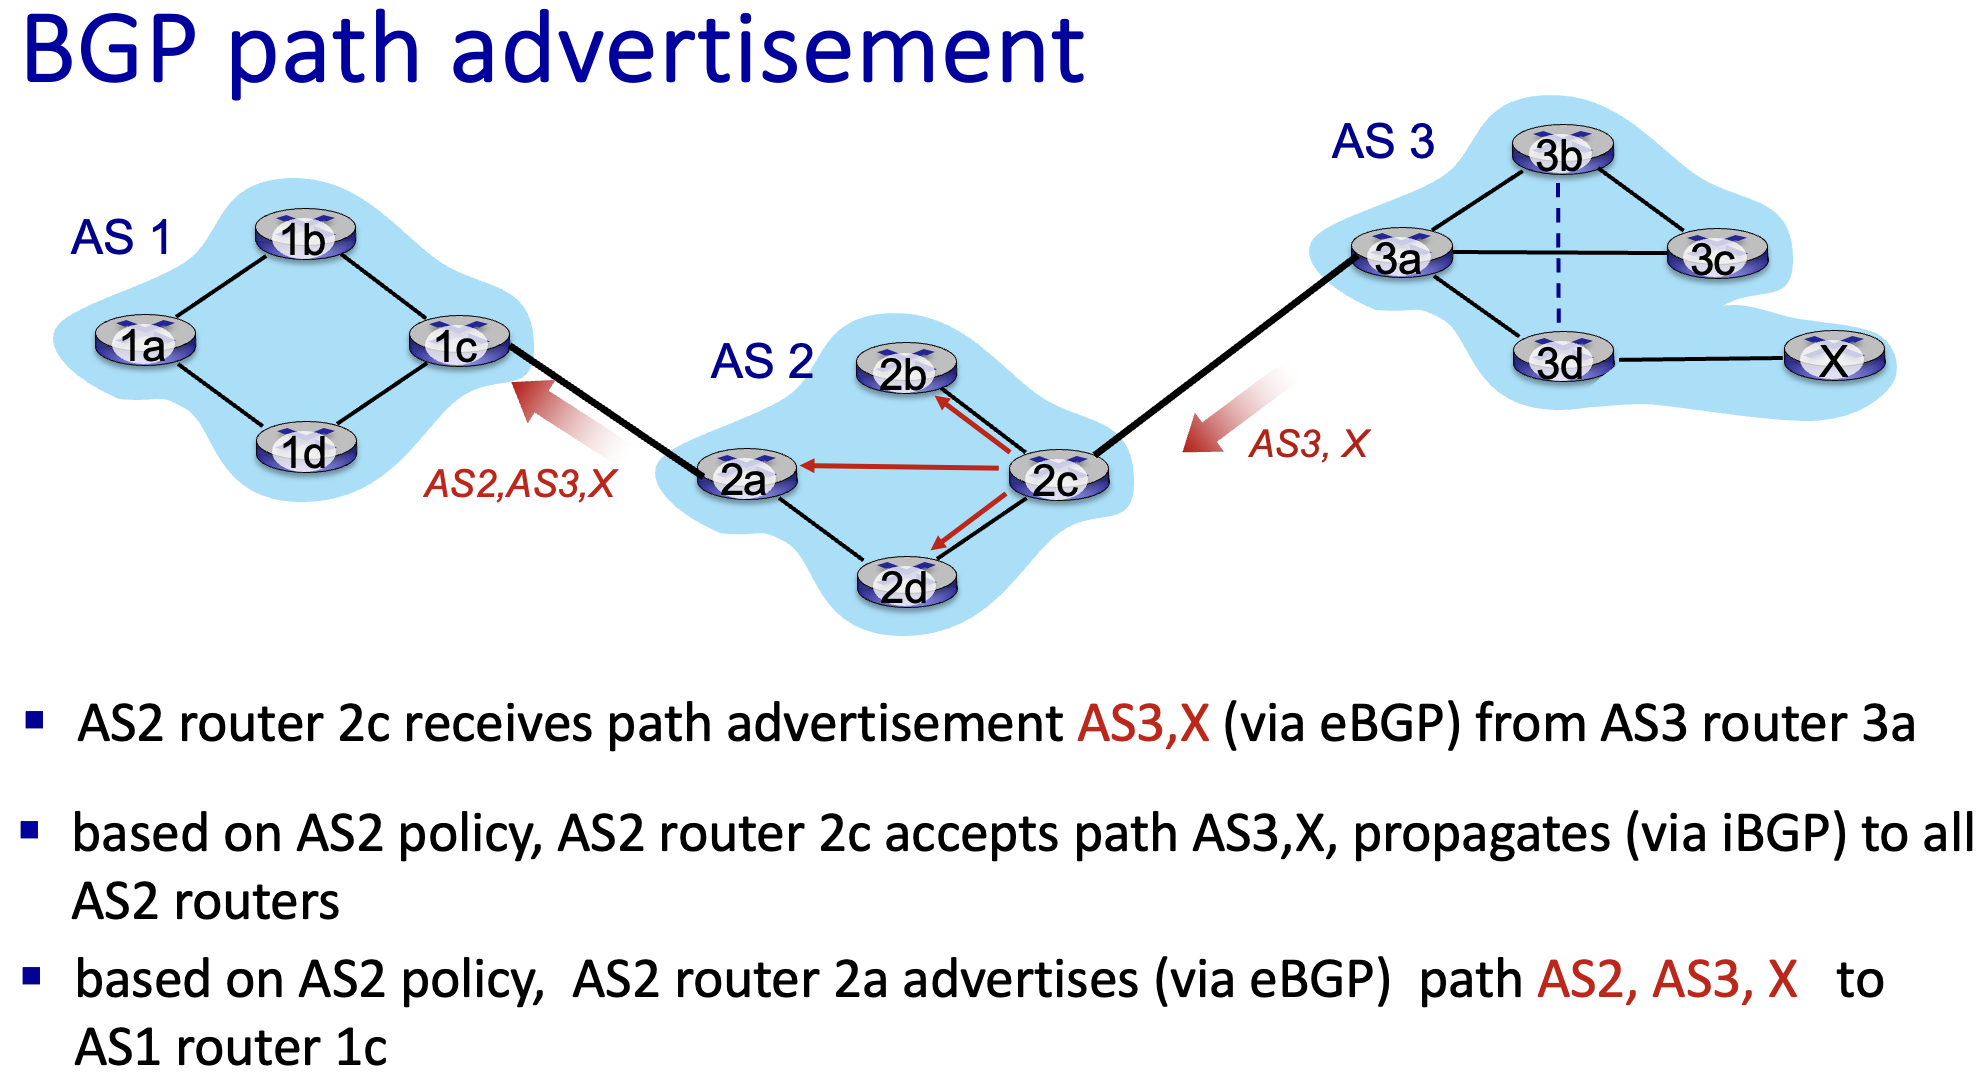 BGP path advertisement
AS 3
3b
AS 1
1b
3a
3c
1a
1c
AS 2
2b
3d
X
1d
AS3, X
AS2,AS3,X
2a
2c
2d
▪ AS2 router 2c receives path advertisement AS3,X (via eBGP) from AS3 router 3a
▪ based on AS2 policy, AS2 router 2c accepts path AS3,X, propagates (via iBGP) to all
AS2 routers
▪ based on AS2 policy, AS2 router 2a advertises (via eBGP) path AS2, AS3, X to
AS1 router 1c